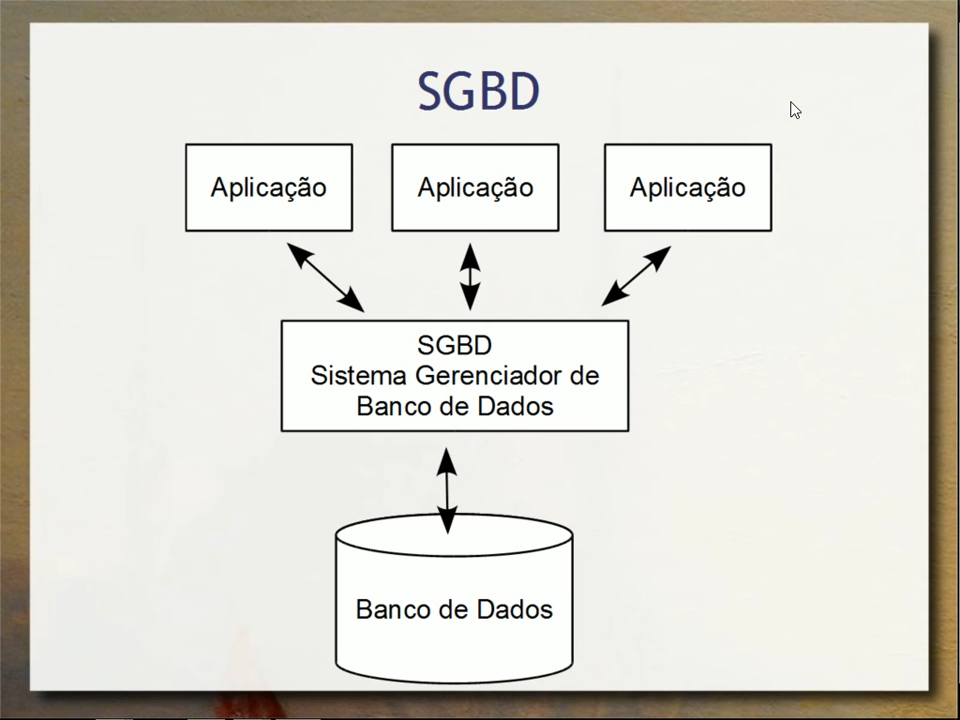 SGBD
Aplicação
Aplicação
Aplicação
SGBD
Sistema Gerenciador de
Banco de Dados
Banco de Dados